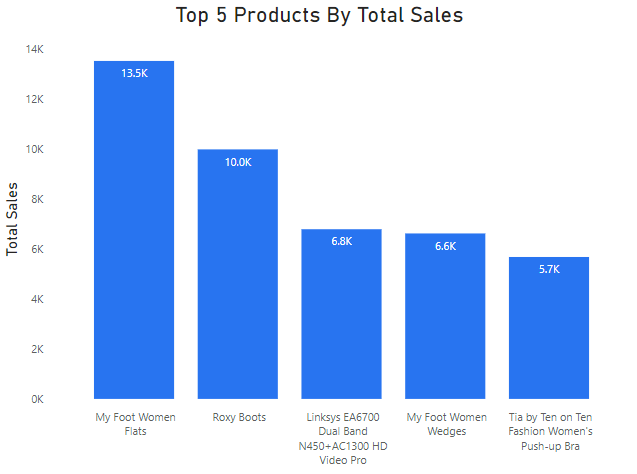 Top 5 Products By Total Sales
14K
12K
10K
8K
6K
4K
2K
0K
Total Sales
13.5K
10.0K
6.8K
6.6K
5.7K
My Foot Women
Flats
Roxy Boots
Linksys EA6700
Dual Band
N450+AC1300 HD
Video Pro
My Foot Women
Wedges
Tia by Ten on Ten
Fashion Women's
Push-up Bra